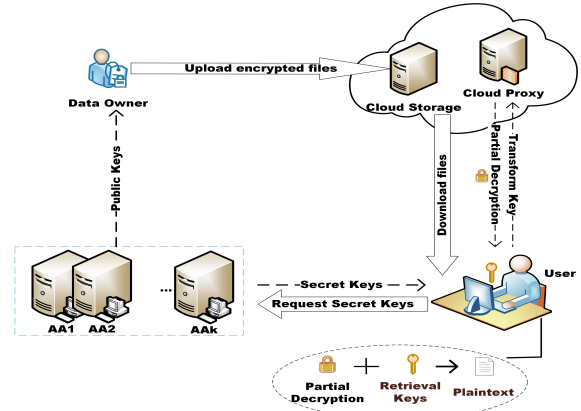 Upload encrypted files
Data Owner
Cloud Storage
Cloud Proxy
Public Keys
Download files
Partial Decryption
Transform Key
User
Secret Keys
Request Secret Keys
...
AA1
AA2
AAk
Partial
Decryption
Retrieval
Keys
Plaintext